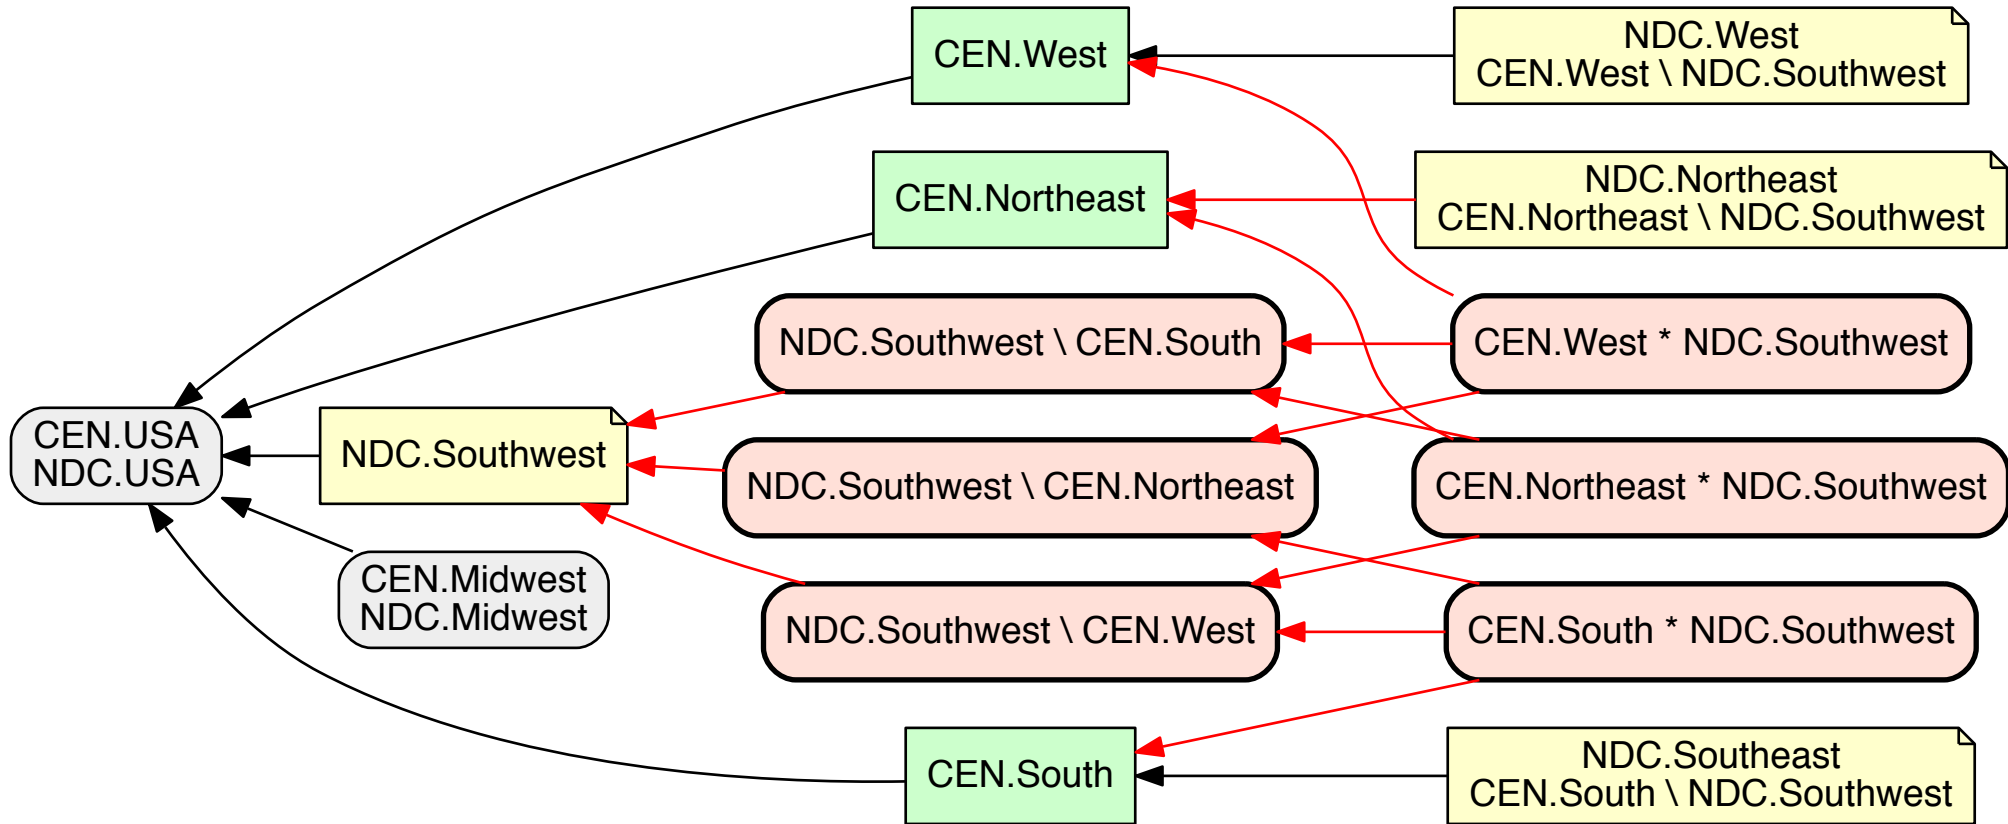 CEN.West
NDC.West
CEN.West \ NDC.Southwest
CEN.Northeast
NDC.Northeast
CEN.Northeast \ NDC.Southwest
NDC.Southwest \ CEN.South
CEN.West * NDC.Southwest
CEN.USA
NDC.USA
NDC.Southwest
NDC.Southwest \ CEN.Northeast
CEN.Northeast * NDC.Southwest
CEN.Midwest
NDC.Midwest
NDC.Southwest \ CEN.West
CEN.South * NDC.Southwest
CEN.South
NDC.Southeast
CEN.South \ NDC.Southwest